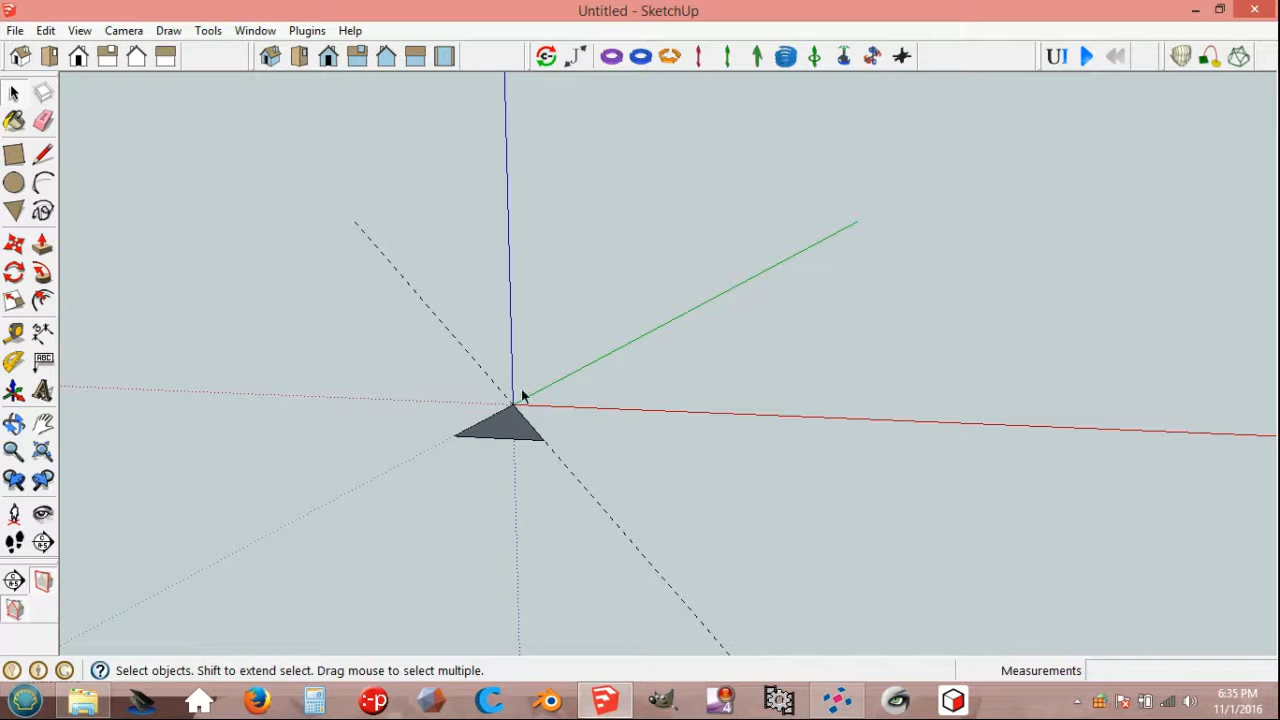 Untitled - SketchUp
File Edit View Camera Draw Tools Window Plugins Help
UI
ABC
Select objects. Shift to extend select. Drag mouse to select multiple.
Measurements
6:35 PM
11/1/2016